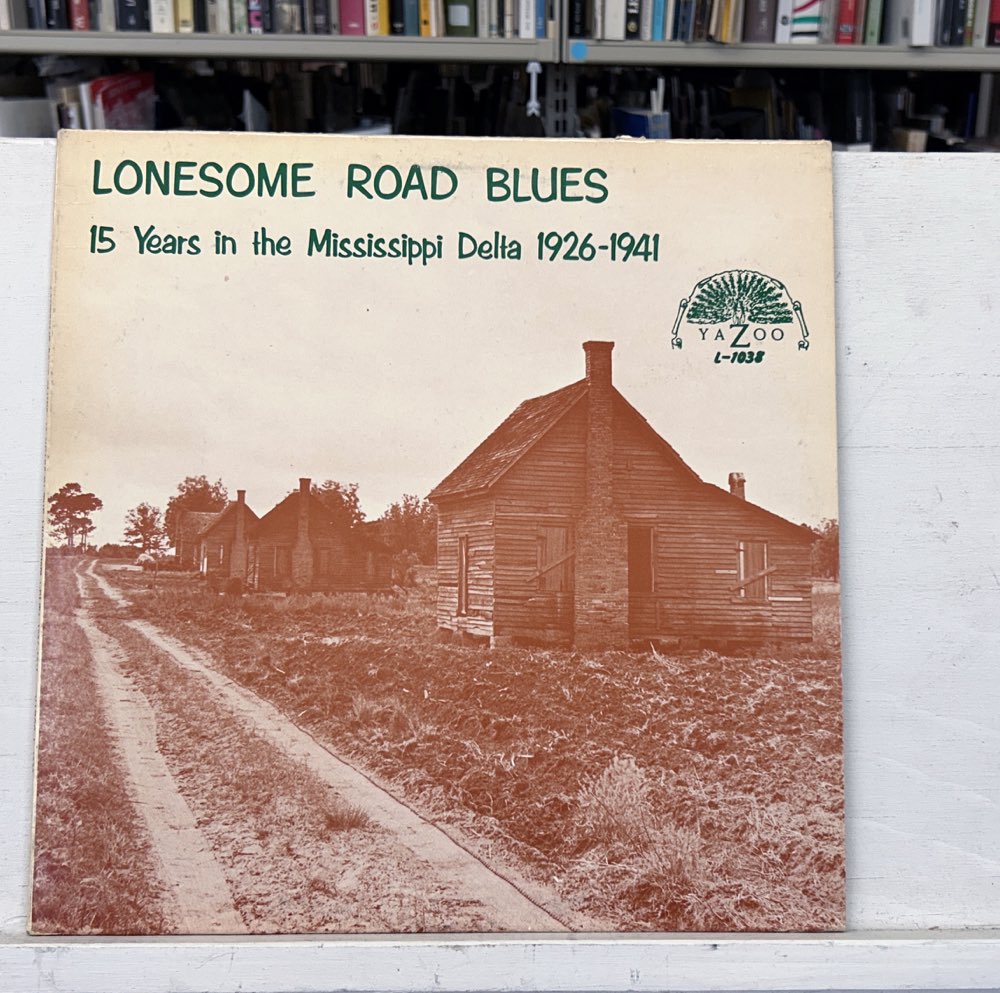 LONESOME ROAD BLUES
15 Years in the Mississippi Delta 1926-1941
YAZOO
L-1038